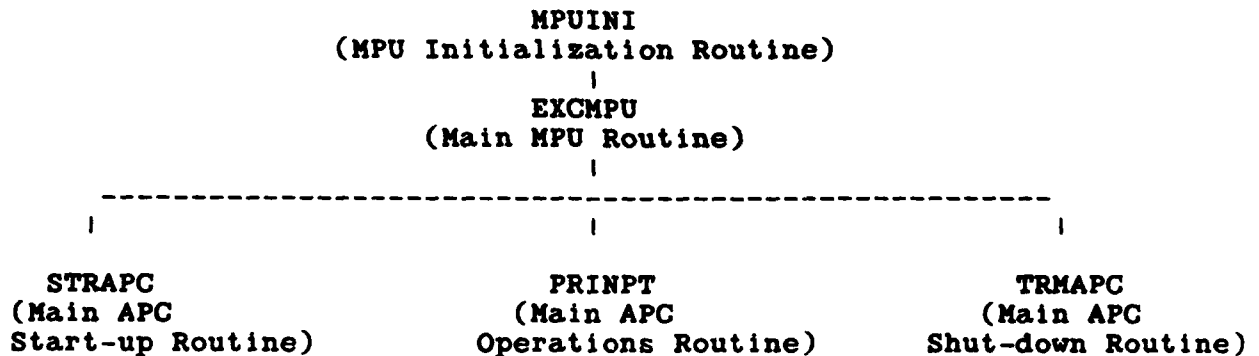 MPUINI
(MPU Initialization Routine)
EXCMPU
(Main MPU Routine)
STRAPC PRINPT TRMAPC
(Main APC (Main APC (Main APC
Start-up Routine) Operations Routine) Shut-down Routine)